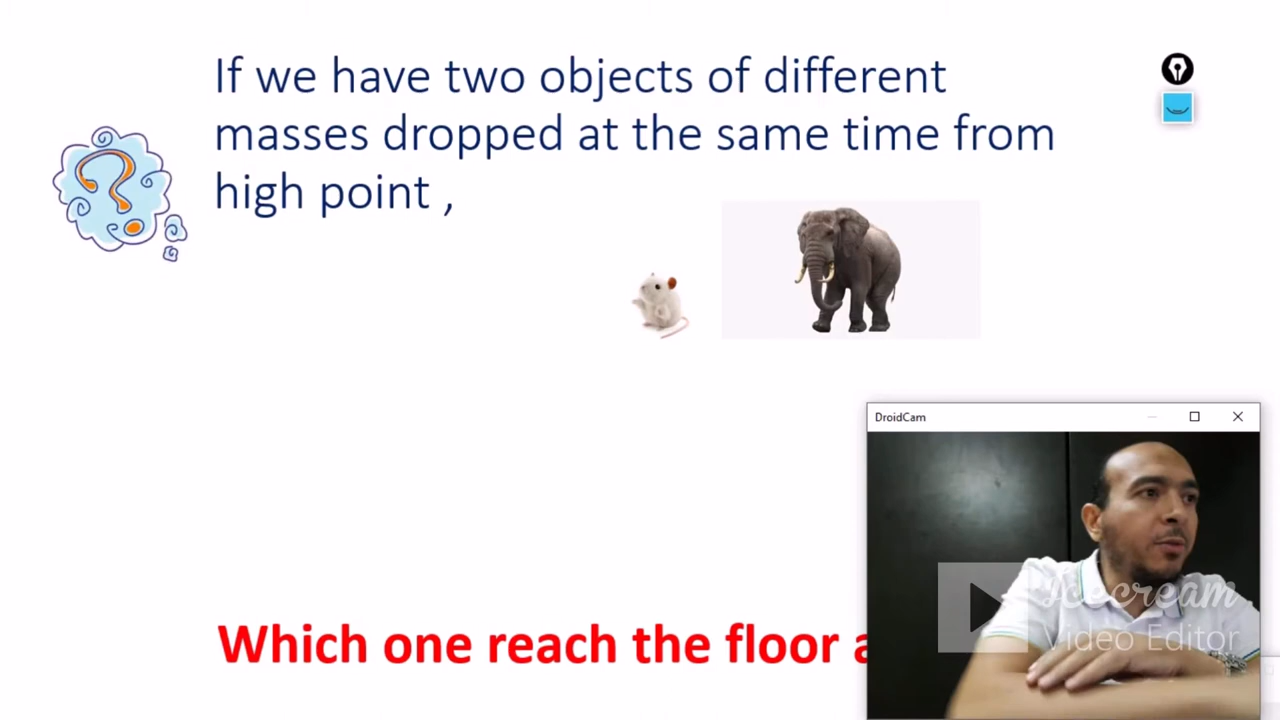 If we have two objects of different
masses dropped at the same time from
high point ,
DroidCam
Which one reach the floor
Icecream
Video Editor